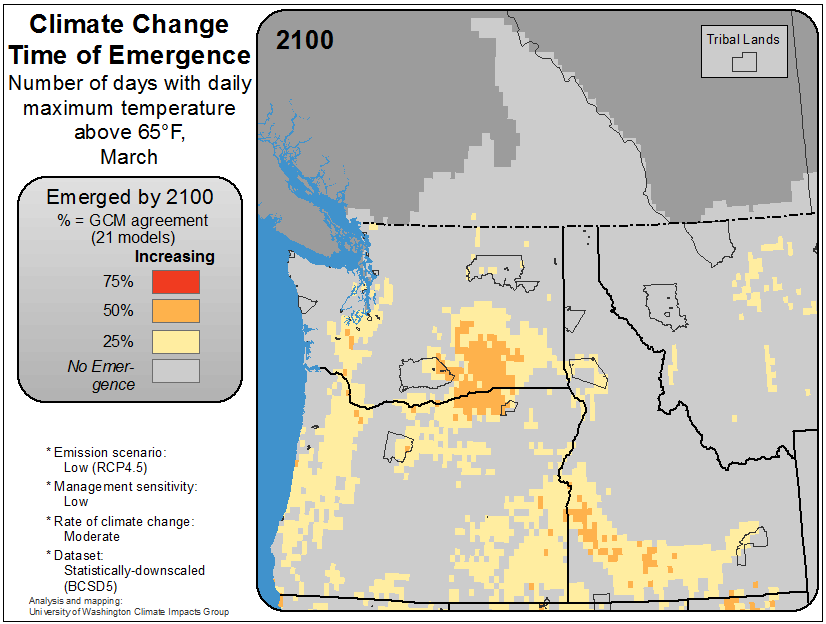 Climate Change
Time of Emergence
Number of days with daily
maximum temperature
above 65°F,
March
Emerged by 2100
% = GCM agreement
(21 models)
Increasing
75%
50%
25%
No Emer-
gence
* Emission scenario:
Low (RCP4.5)
* Management sensitivity:
Low
* Rate of climate change:
Moderate
* Dataset:
Statistically-downscaled
(BCSD5)
Analysis and mapping:
University of Washington Climate Impacts Group
2100
Tribal Lands